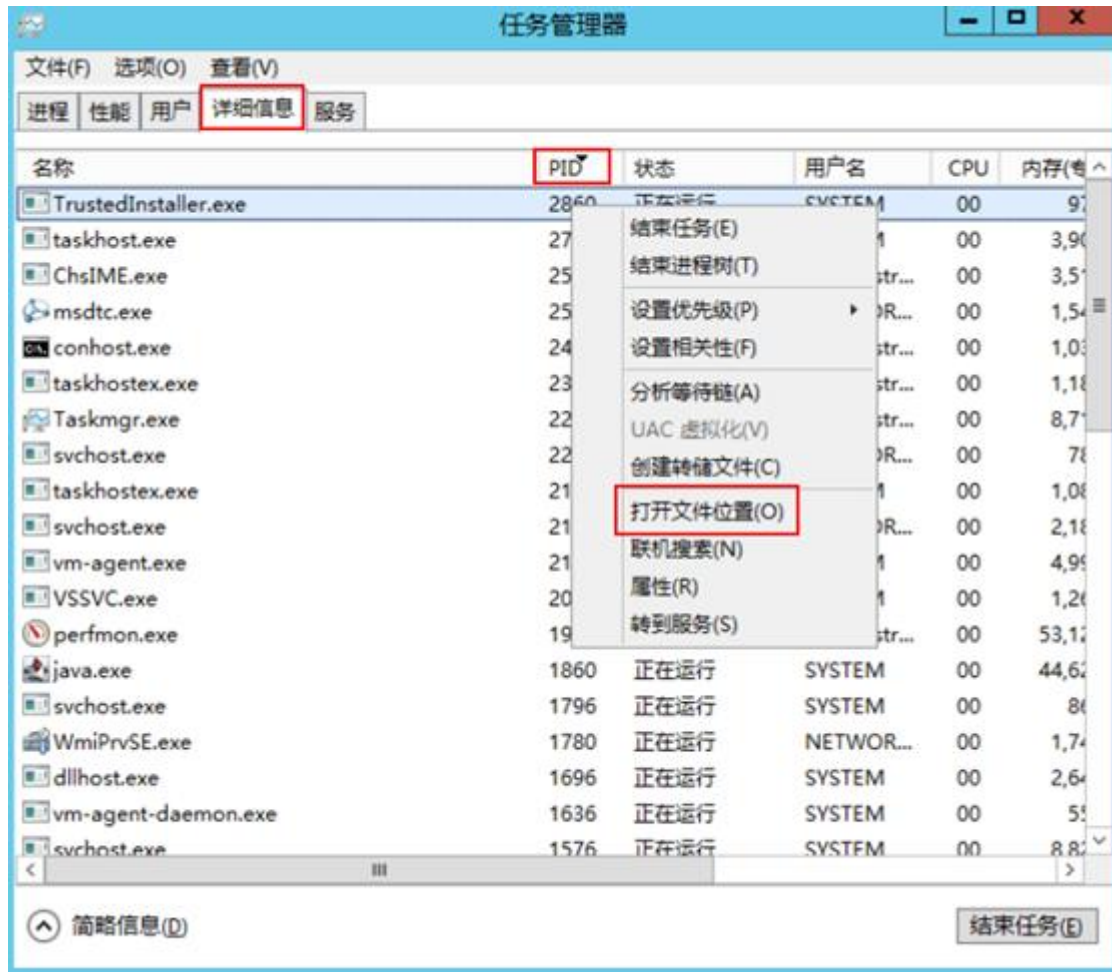 任务管理器
文件(F) 选项(O) 查看(V)
进程 性能 用户 详细信息 服务
名称 PID 状态 用户名 CPU 内存(专
TrustedInstaller.exe 2860 正在运行 SYSTEM 00 97
taskhost.exe 27 00 3,90
ChsIME.exe 25 str... 00 3,5
msdtc.exe 25 R... 00 1,54
conhost.exe 24 str... 00 1,03
taskhostex.exe 23 str... 00 1,18
Taskmgr.exe 22 str... 00 8,7
svchost.exe 22 R... 00 78
taskhostex.exe 21 00 1,08
svchost.exe 21 R... 00 2,18
vm-agent.exe 21 00 4,99
VSSVC.exe 20 00 1,26
perfmon.exe 19 str... 00 53,12
java.exe 1860 正在运行 SYSTEM 00 44,62
svchost.exe 1796 正在运行 SYSTEM 00 86
WmiPrvSE.exe 1780 正在运行 NETWOR... 00 1,74
dllhost.exe 1696 正在运行 SYSTEM 00 2,64
vm-agent-daemon.exe 1636 正在运行 SYSTEM 00 55
svchost.exe 1576 正在运行 SYSTEM 00 8,82
结束任务(E)
结束进程树(T)
设置优先级(P)
设置相关性(F)
分析等待链(A)
UAC 虚拟化(V)
创建转储文件(C)
打开文件位置(O)
联机搜索(N)
属性(R)
转到服务(S)
简略信息(D) 结束任务(E)